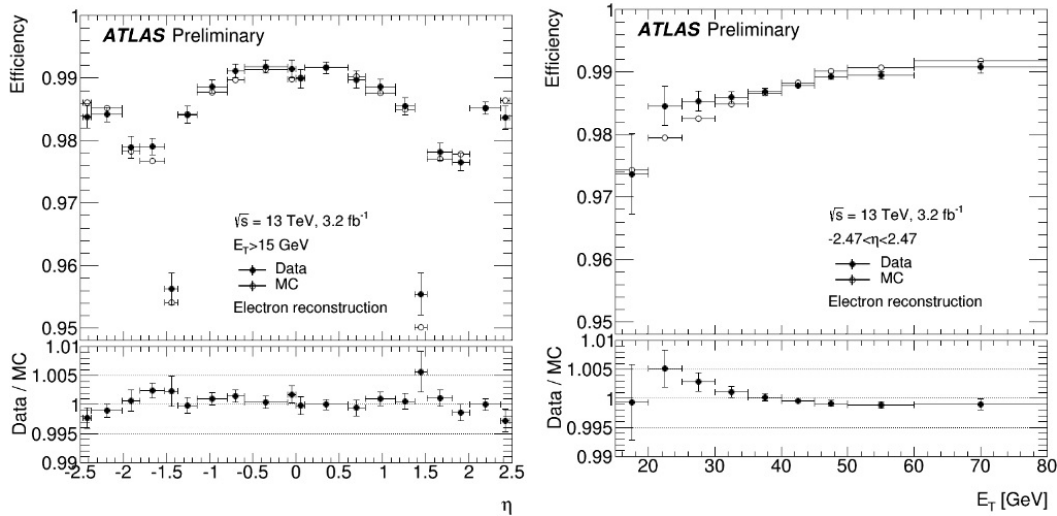 ATLAS Preliminary
Efficiency
1
0.99
0.98
0.97
0.96
0.95
√s = 13 TeV, 3.2 fb-1
ET>15 GeV
Data
MC
Electron reconstruction
Data / MC
1.01
1.005
1
0.995
0.99
-2.5 -2 -1.5 -1 -0.5 0 0.5 1 1.5 2 2.5
η
ATLAS Preliminary
Efficiency
1
0.99
0.98
0.97
0.96
0.95
√s = 13 TeV, 3.2 fb-1
-2.47<η<2.47
Data
MC
Electron reconstruction
Data / MC
1.01
1.005
1
0.995
0.99
20 30 40 50 60 70 80
ET [GeV]